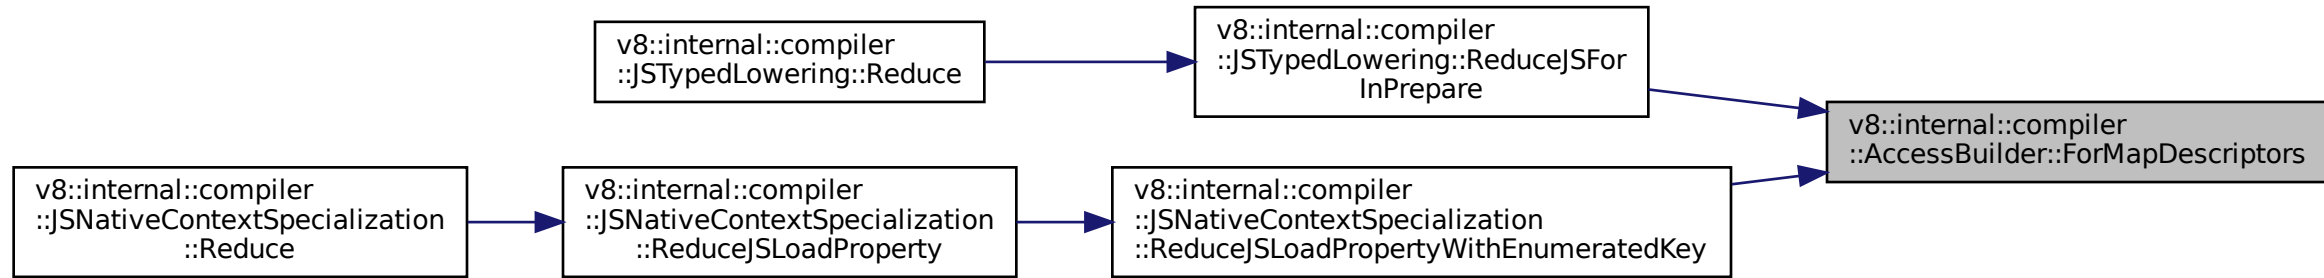 v8::internal::compiler
::JSTypedLowering::Reduce
v8::internal::compiler
::JSTypedLowering::ReduceJSFor
InPrepare
v8::internal::compiler
::AccessBuilder::ForMapDescriptors
v8::internal::compiler
::JSNativeContextSpecialization
::Reduce
v8::internal::compiler
::JSNativeContextSpecialization
::ReduceJSLoadProperty
v8::internal::compiler
::JSNativeContextSpecialization
::ReduceJSLoadPropertyWithEnumeratedKey